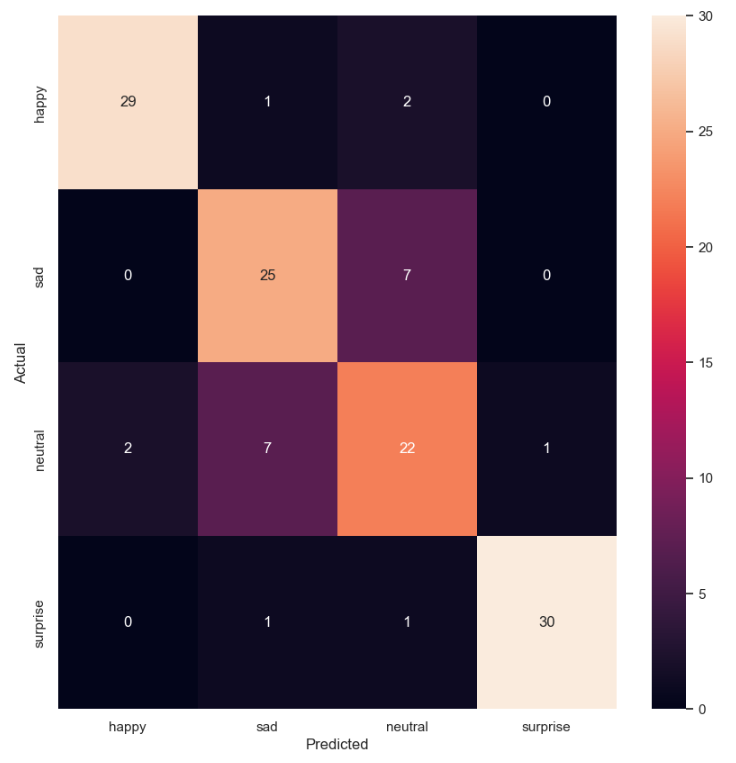 30
29 1 2 0
happy
25
0 25 7 0
sad
20
Actual
15
2 7 22 1
neutral
10
5
0 1 1 30
surprise
0
happy sad neutral surprise
Predicted